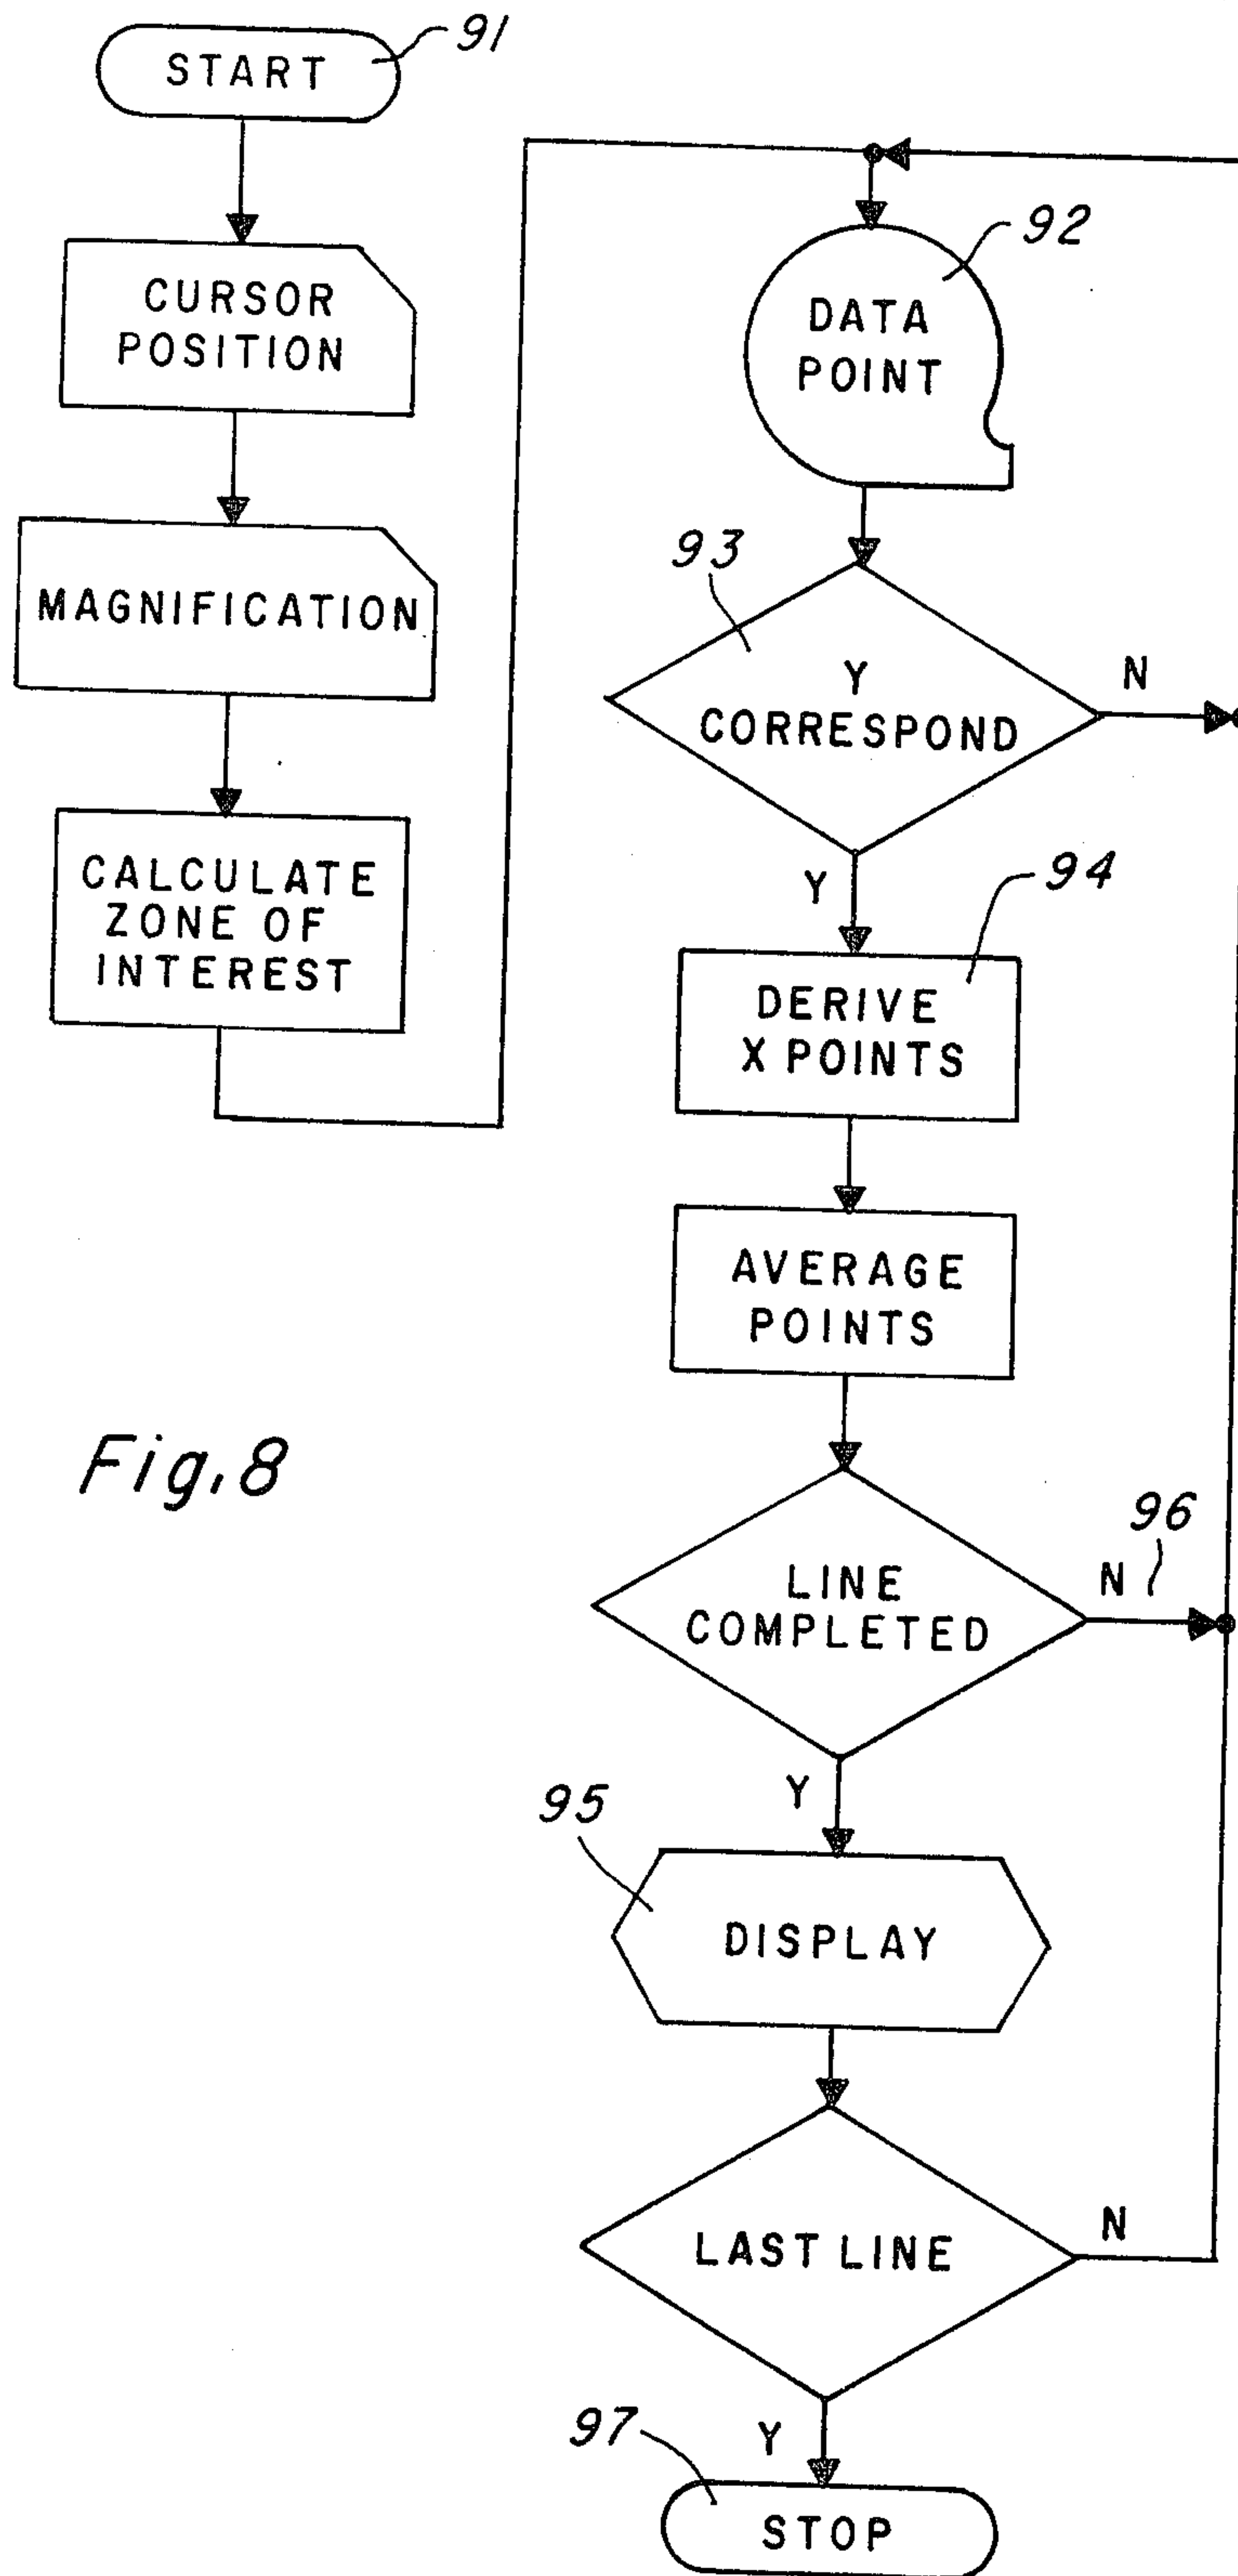 START
91
CURSOR
POSITION
MAGNIFICATION
CALCULATE
ZONE OF
INTEREST
92
DATA
POINT
93
Y
CORRESPOND
N
Y
94
DERIVE
X POINTS
AVERAGE
POINTS
LINE
COMPLETED
N
96
Y
95
DISPLAY
LAST LINE
N
Y
97
STOP
Fig. 8